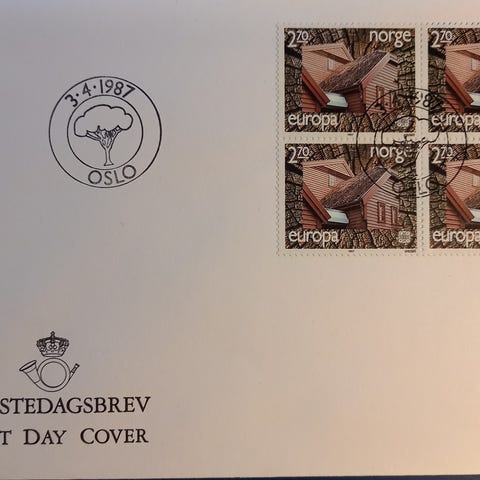 3·4·1987
OSLO
2.70 norge
europa
2.70
europa
2.70 norge
europa
2.70
europa
STEDAGSBREV
T DAY COVER